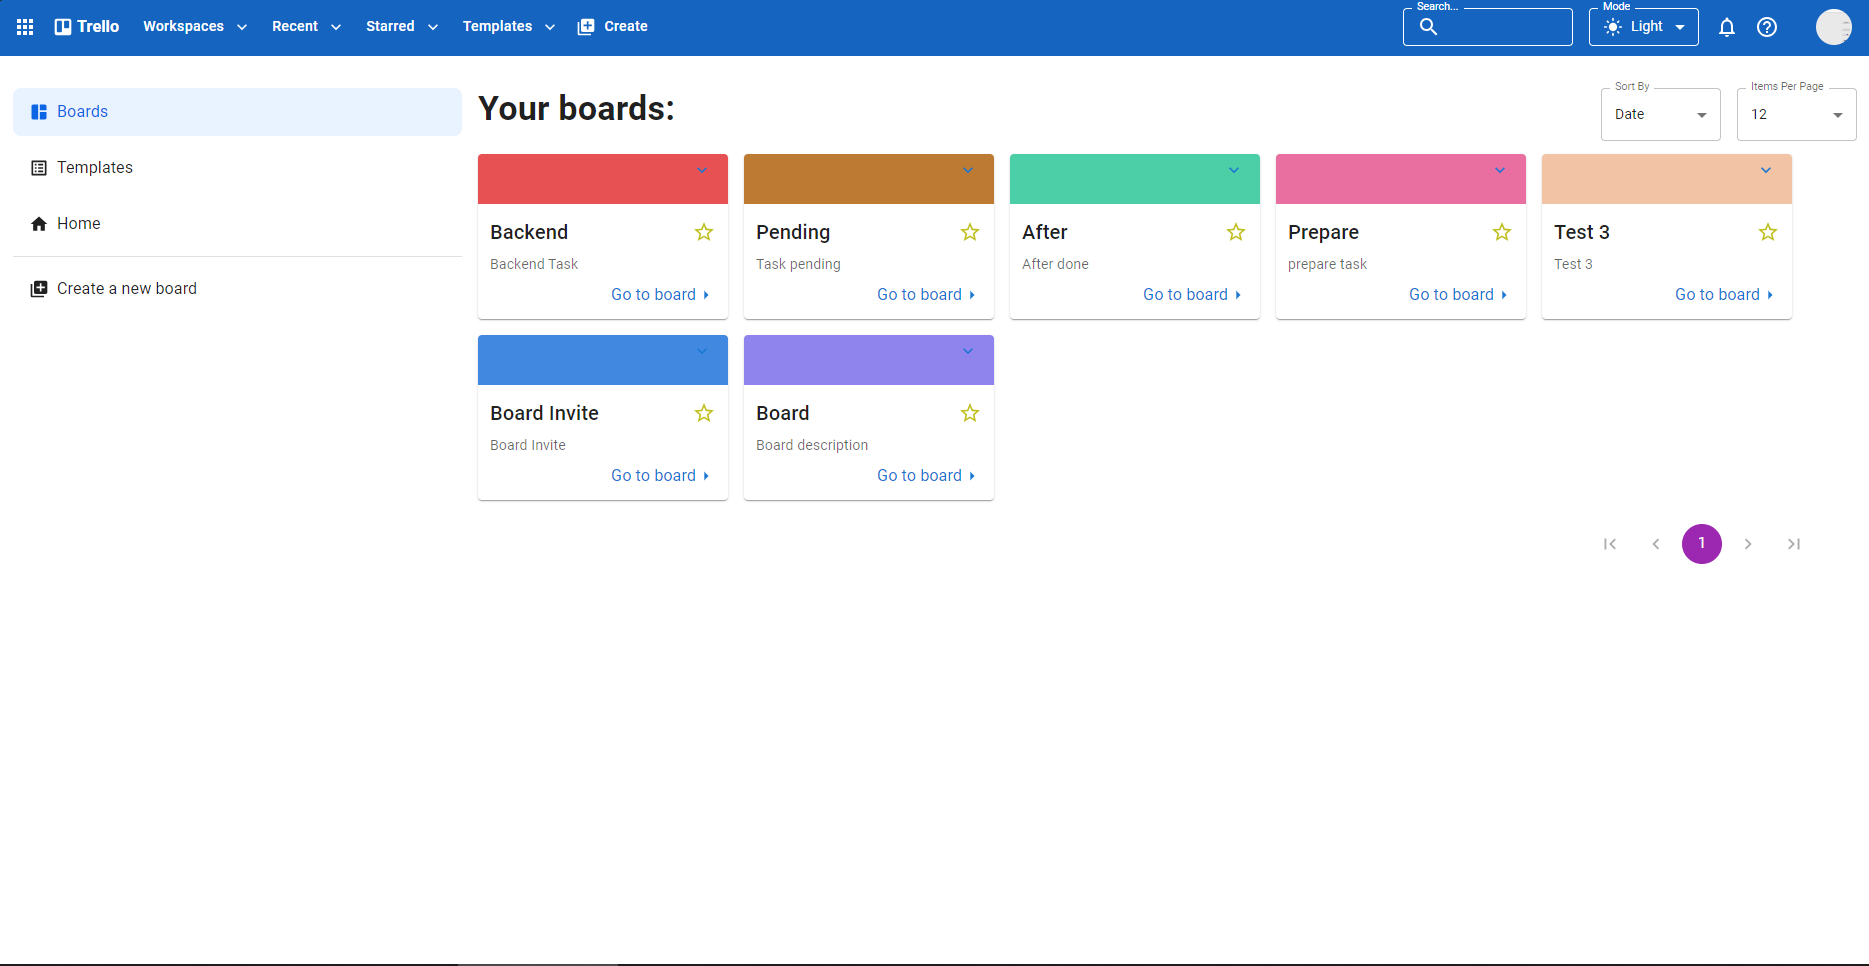 Trello Workspaces Recent Starred Templates Create Search... Mode Light
Boards
Templates
Home
Create a new board
Your boards:
Sort By
Date
Items Per Page
12
Backend
Backend Task
Go to board
Pending
Task pending
Go to board
After
After done
Go to board
Prepare
prepare task
Go to board
Test 3
Test 3
Go to board
Board Invite
Board Invite
Go to board
Board
Board description
Go to board
1